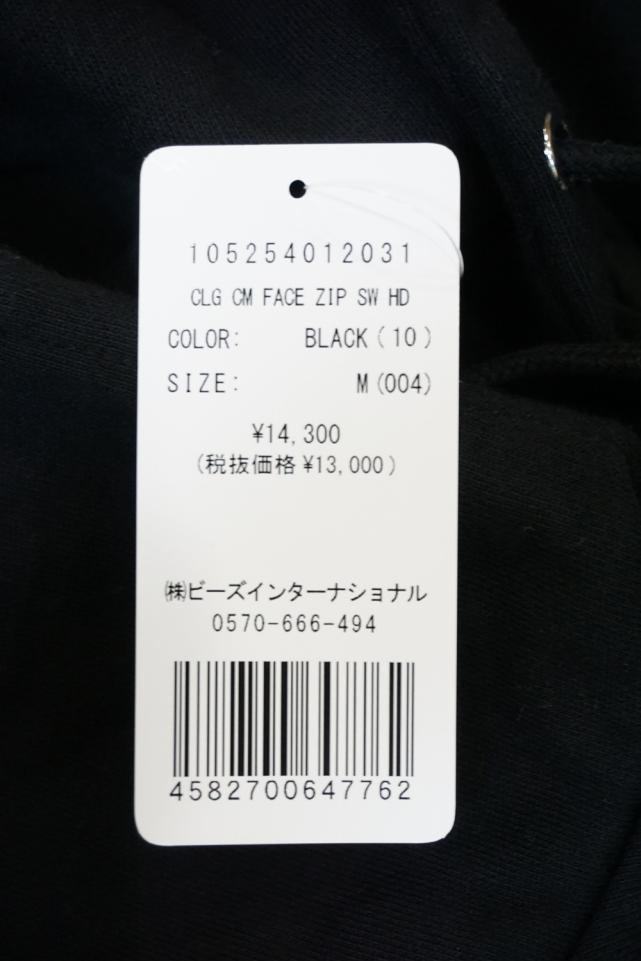 105254012031
CLG CM FACE ZIP SW HD
COLOR: BLACK(10)
SIZE: M(004)
¥14,300
(税抜価格¥13,000)
㈱ビーズインターナショナル
0570-666-494
4582700647762